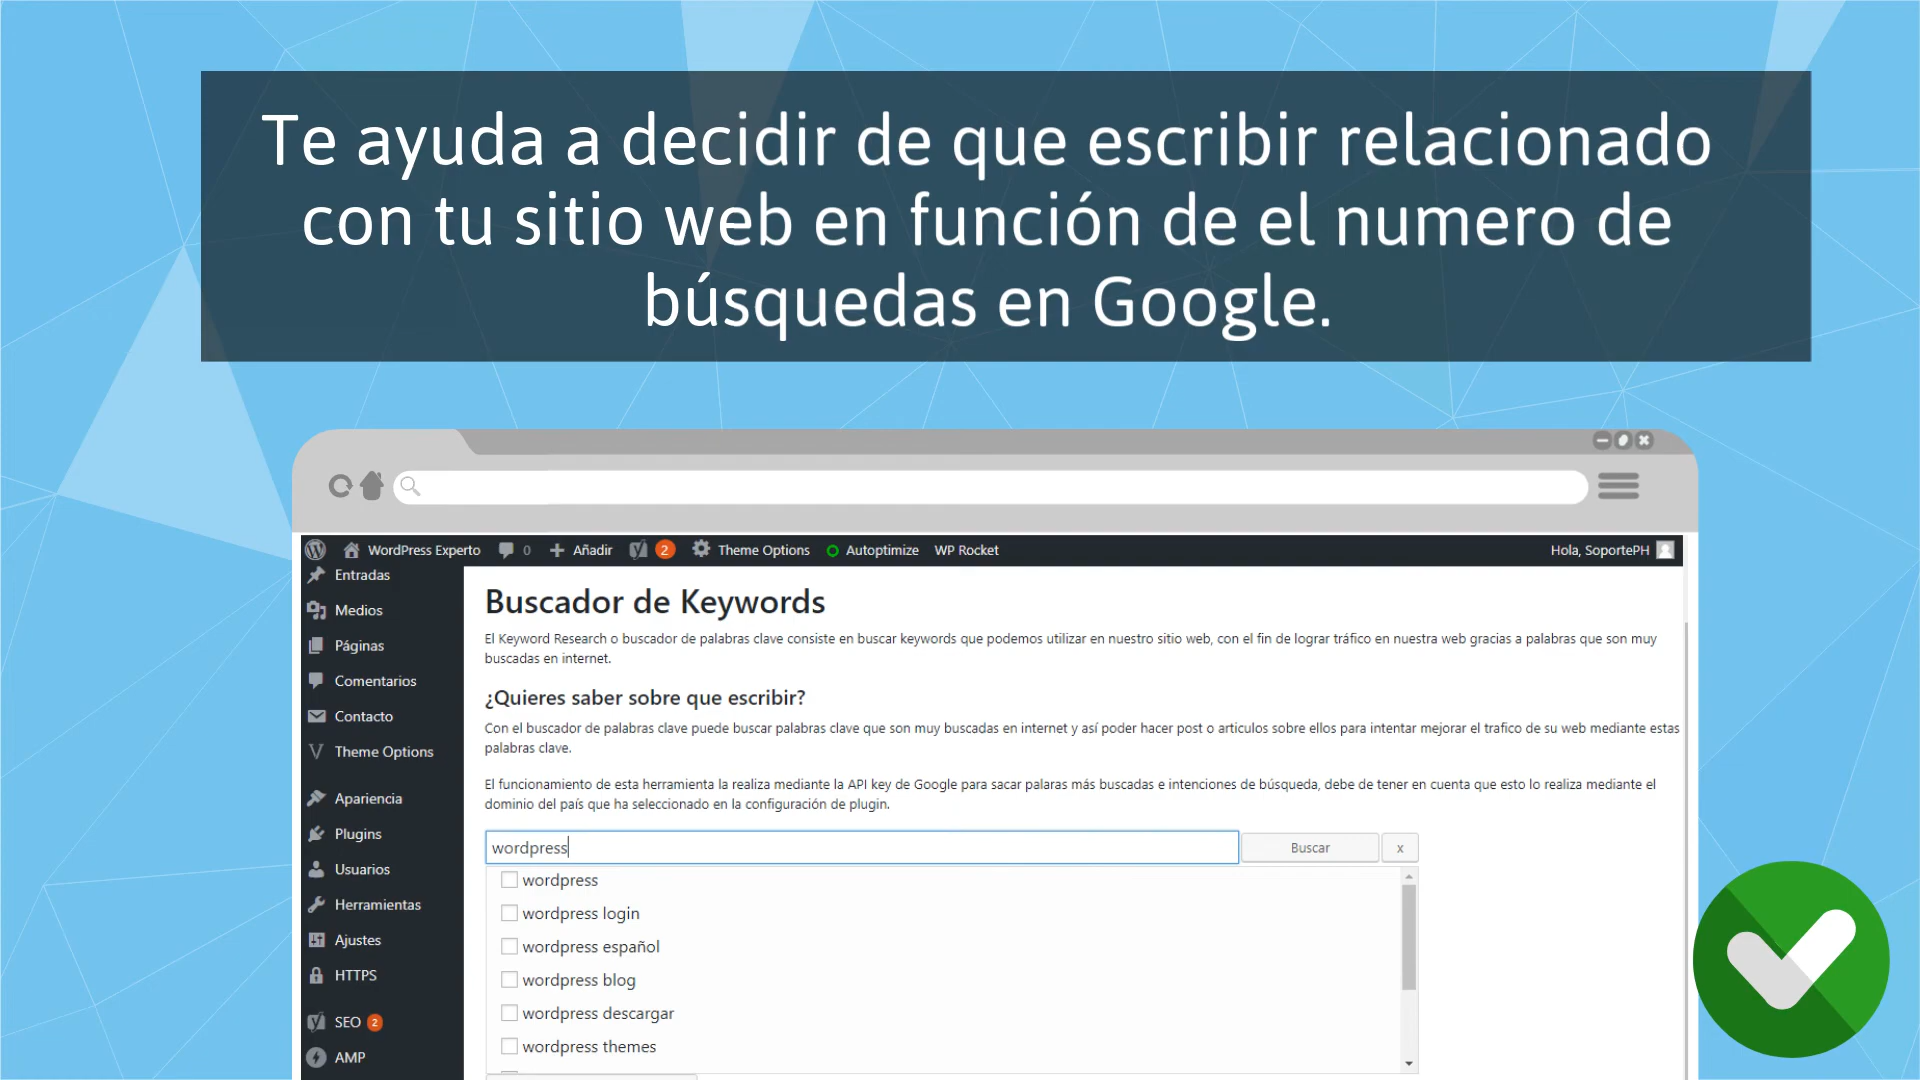 Te ayuda a decidir de que escribir relacionado
con tu sitio web en función de el numero de
búsquedas en Google.
WordPress Experto 0 Añadir 2 Theme Options Autoptimize WP Rocket Hola, SoportePH
Entradas
Medios
Páginas
Comentarios
Contacto
Theme Options
Apariencia
Plugins
Usuarios
Herramientas
Ajustes
HTTPS
SEO 2
AMP
Buscador de Keywords
El Keyword Research o buscador de palabras clave consiste en buscar keywords que podemos utilizar en nuestro sitio web, con el fin de lograr tráfico en nuestra web gracias a palabras que son muy
buscadas en internet.
¿Quieres saber sobre que escribir?
Con el buscador de palabras clave puede buscar palabras clave que son muy buscadas en internet y así poder hacer post o articulos sobre ellos para intentar mejorar el trafico de su web mediante estas
palabras clave.
El funcionamiento de esta herramienta la realiza mediante la API key de Google para sacar palaras más buscadas e intenciones de búsqueda, debe de tener en cuenta que esto lo realiza mediante el
dominio del país que ha seleccionado en la configuración de plugin.
wordpress Buscar x
wordpress
wordpress login
wordpress español
wordpress blog
wordpress descargar
wordpress themes